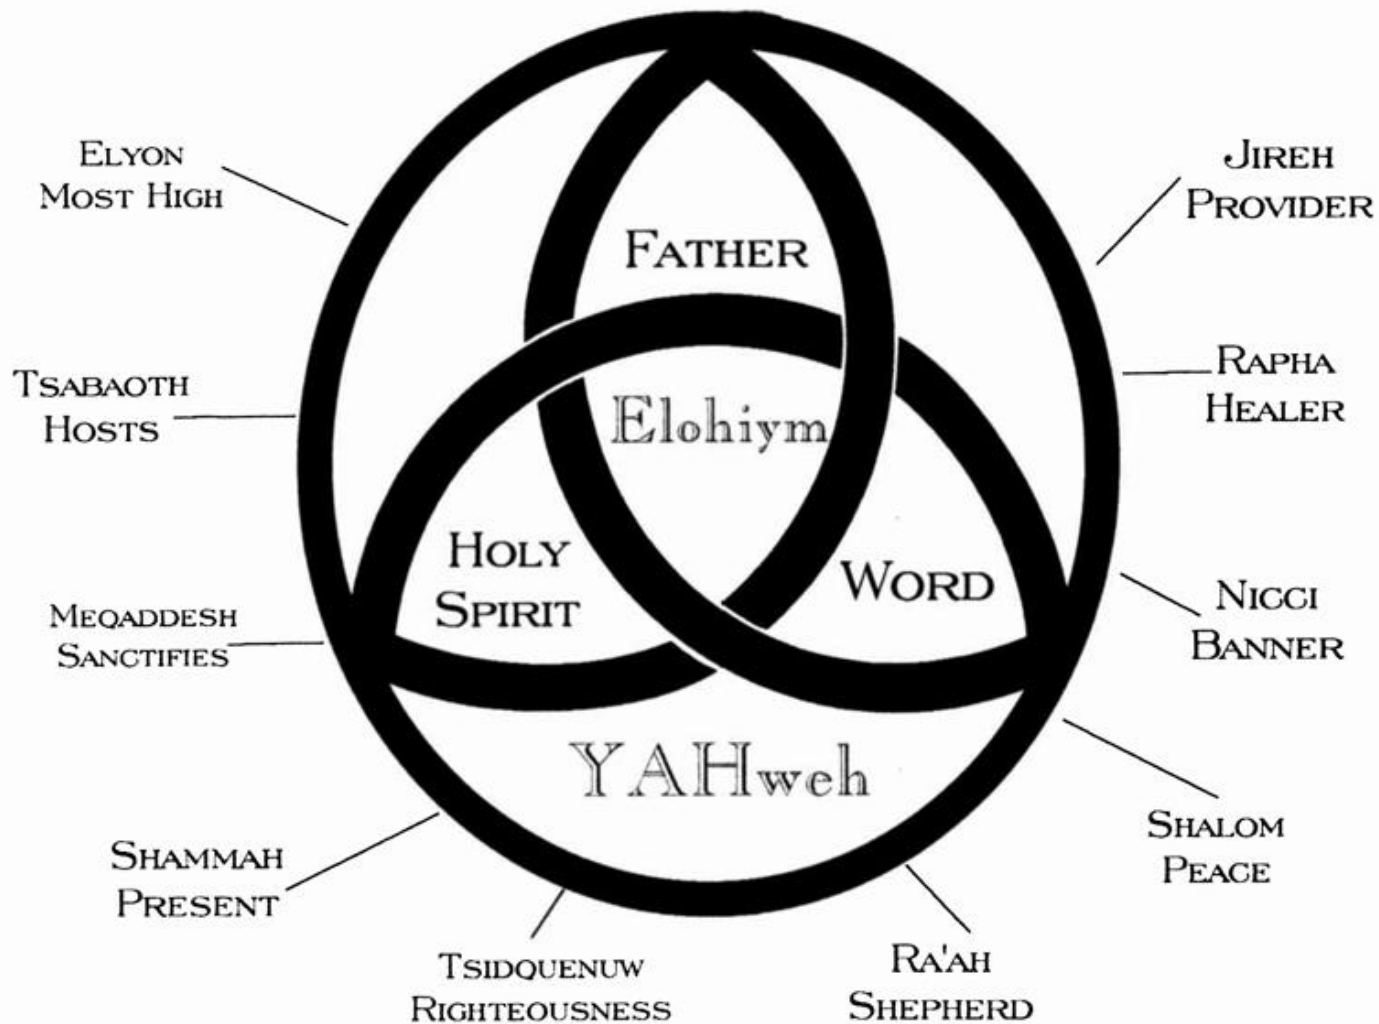 ELYON
MOST HIGH
JIREH
PROVIDER
FATHER
TSABAOTH
HOSTS
RAPHA
HEALER
Elohiym
HOLY
SPIRIT
WORD
MEQADDESH
SANCTIFIES
NICCI
BANNER
YAHweh
SHAMMAH
PRESENT
SHALOM
PEACE
TSIDQUENUW
RIGHTEOUSNESS
RA'AH
SHEPHERD